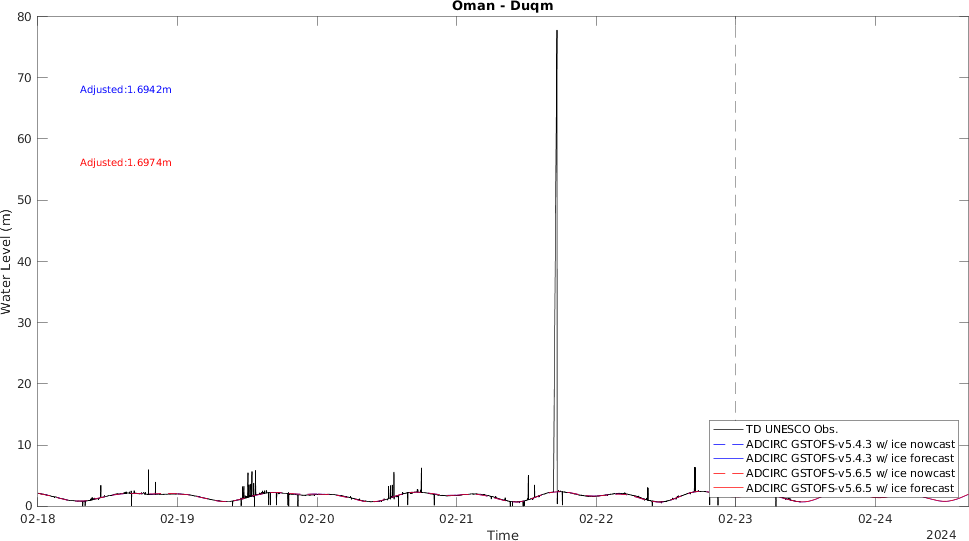 Oman - Duqm
80
70
60
50
40
30
20
10
0
Water Level (m)
Adjusted:1.6942m
Adjusted:1.6974m
TD UNESCO Obs.
ADCIRC GSTOFS-v5.4.3 w/ ice nowcast
ADCIRC GSTOFS-v5.4.3 w/ ice forecast
ADCIRC GSTOFS-v5.6.5 w/ ice nowcast
ADCIRC GSTOFS-v5.6.5 w/ ice forecast
02-18 02-19 02-20 02-21 02-22 02-23 02-24
Time
2024